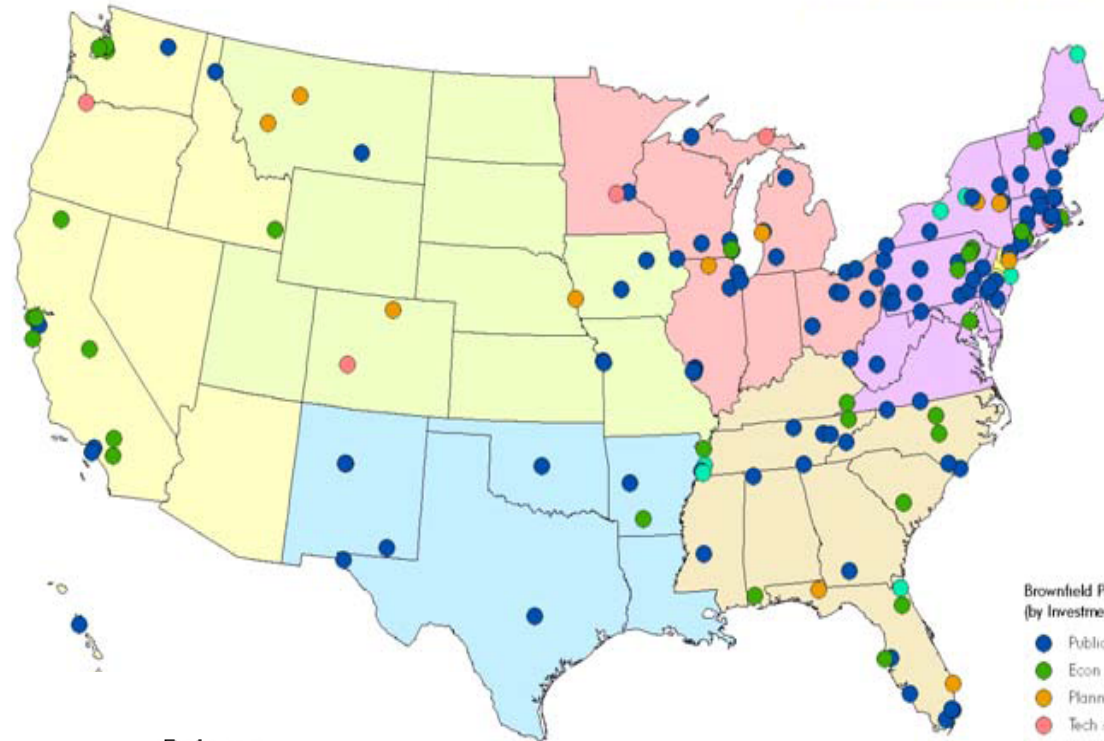 Brownfield P
(by Investme
Public
Econ
Plann
Tech